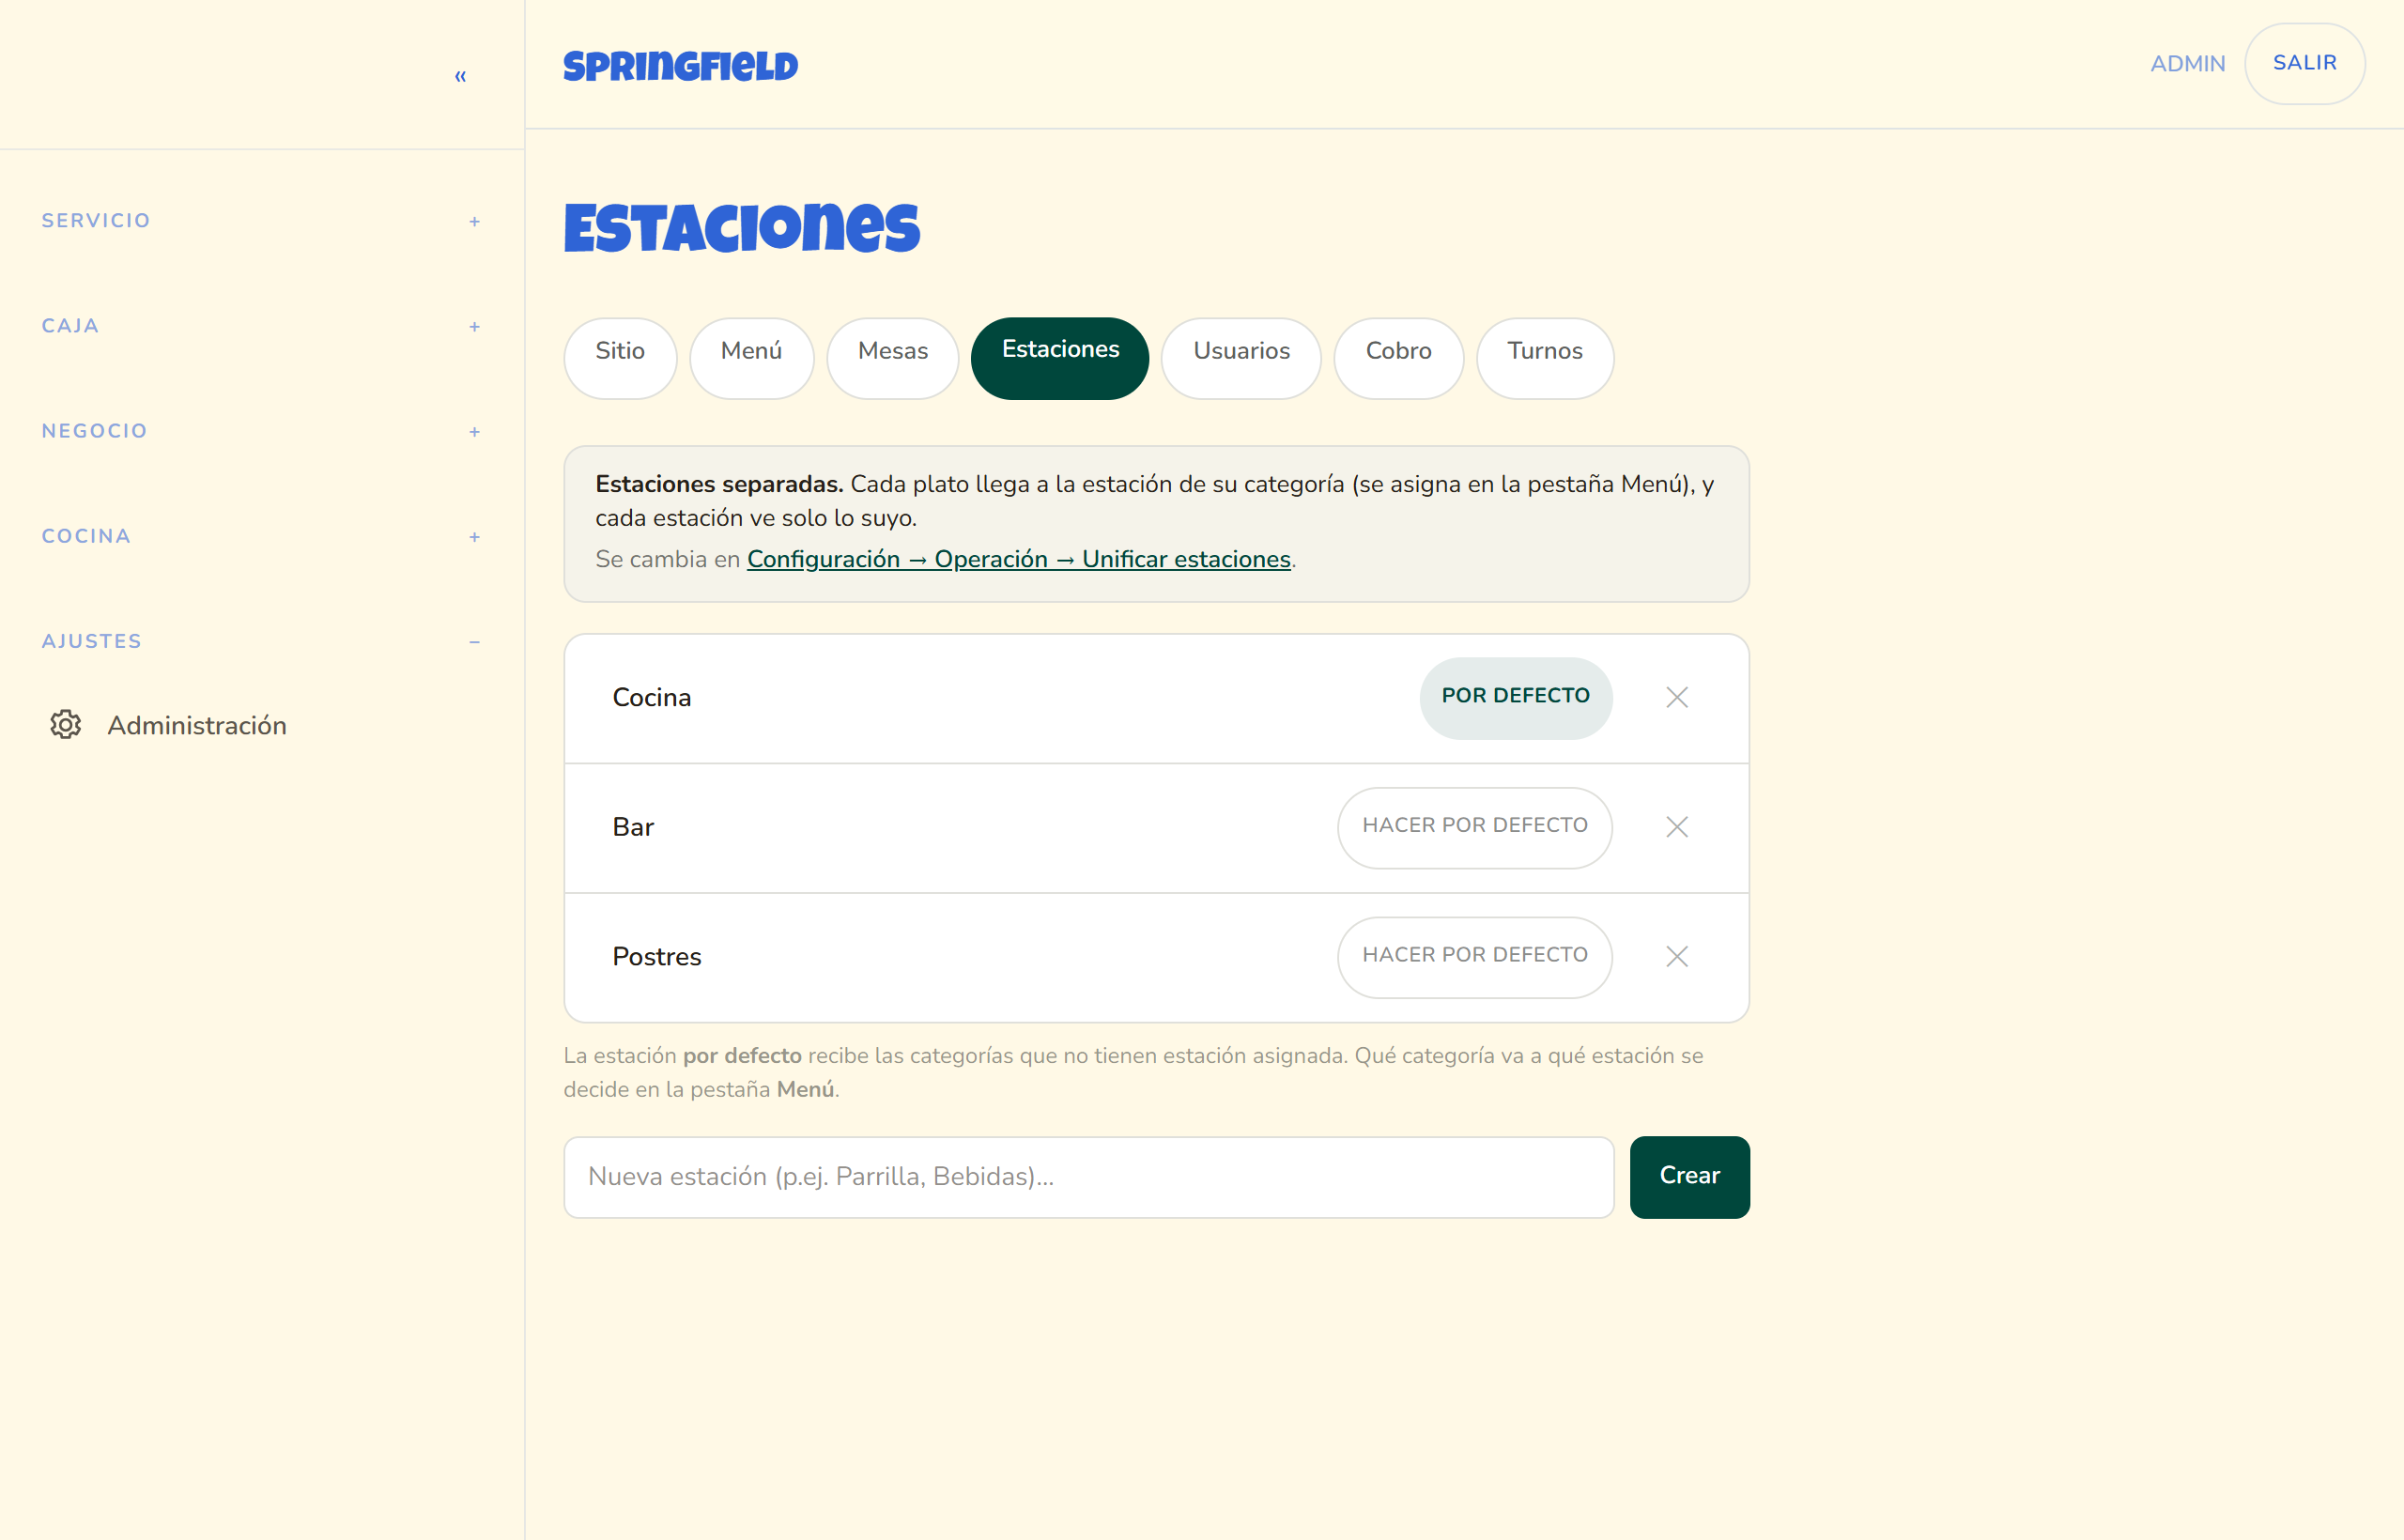 «
SPRINGFIELD
ADMIN
SALIR
SERVICIO +
CAJA +
NEGOCIO +
COCINA +
AJUSTES −
Administración
ESTACIONES
Sitio
Menú
Mesas
Estaciones
Usuarios
Cobro
Turnos
Estaciones separadas. Cada plato llega a la estación de su categoría (se asigna en la pestaña Menú), y
cada estación ve solo lo suyo.
Se cambia en Configuración → Operación → Unificar estaciones.
Cocina
POR DEFECTO
Bar
HACER POR DEFECTO
Postres
HACER POR DEFECTO
La estación por defecto recibe las categorías que no tienen estación asignada. Qué categoría va a qué estación se
decide en la pestaña Menú.
Nueva estación (p.ej. Parrilla, Bebidas)...
Crear